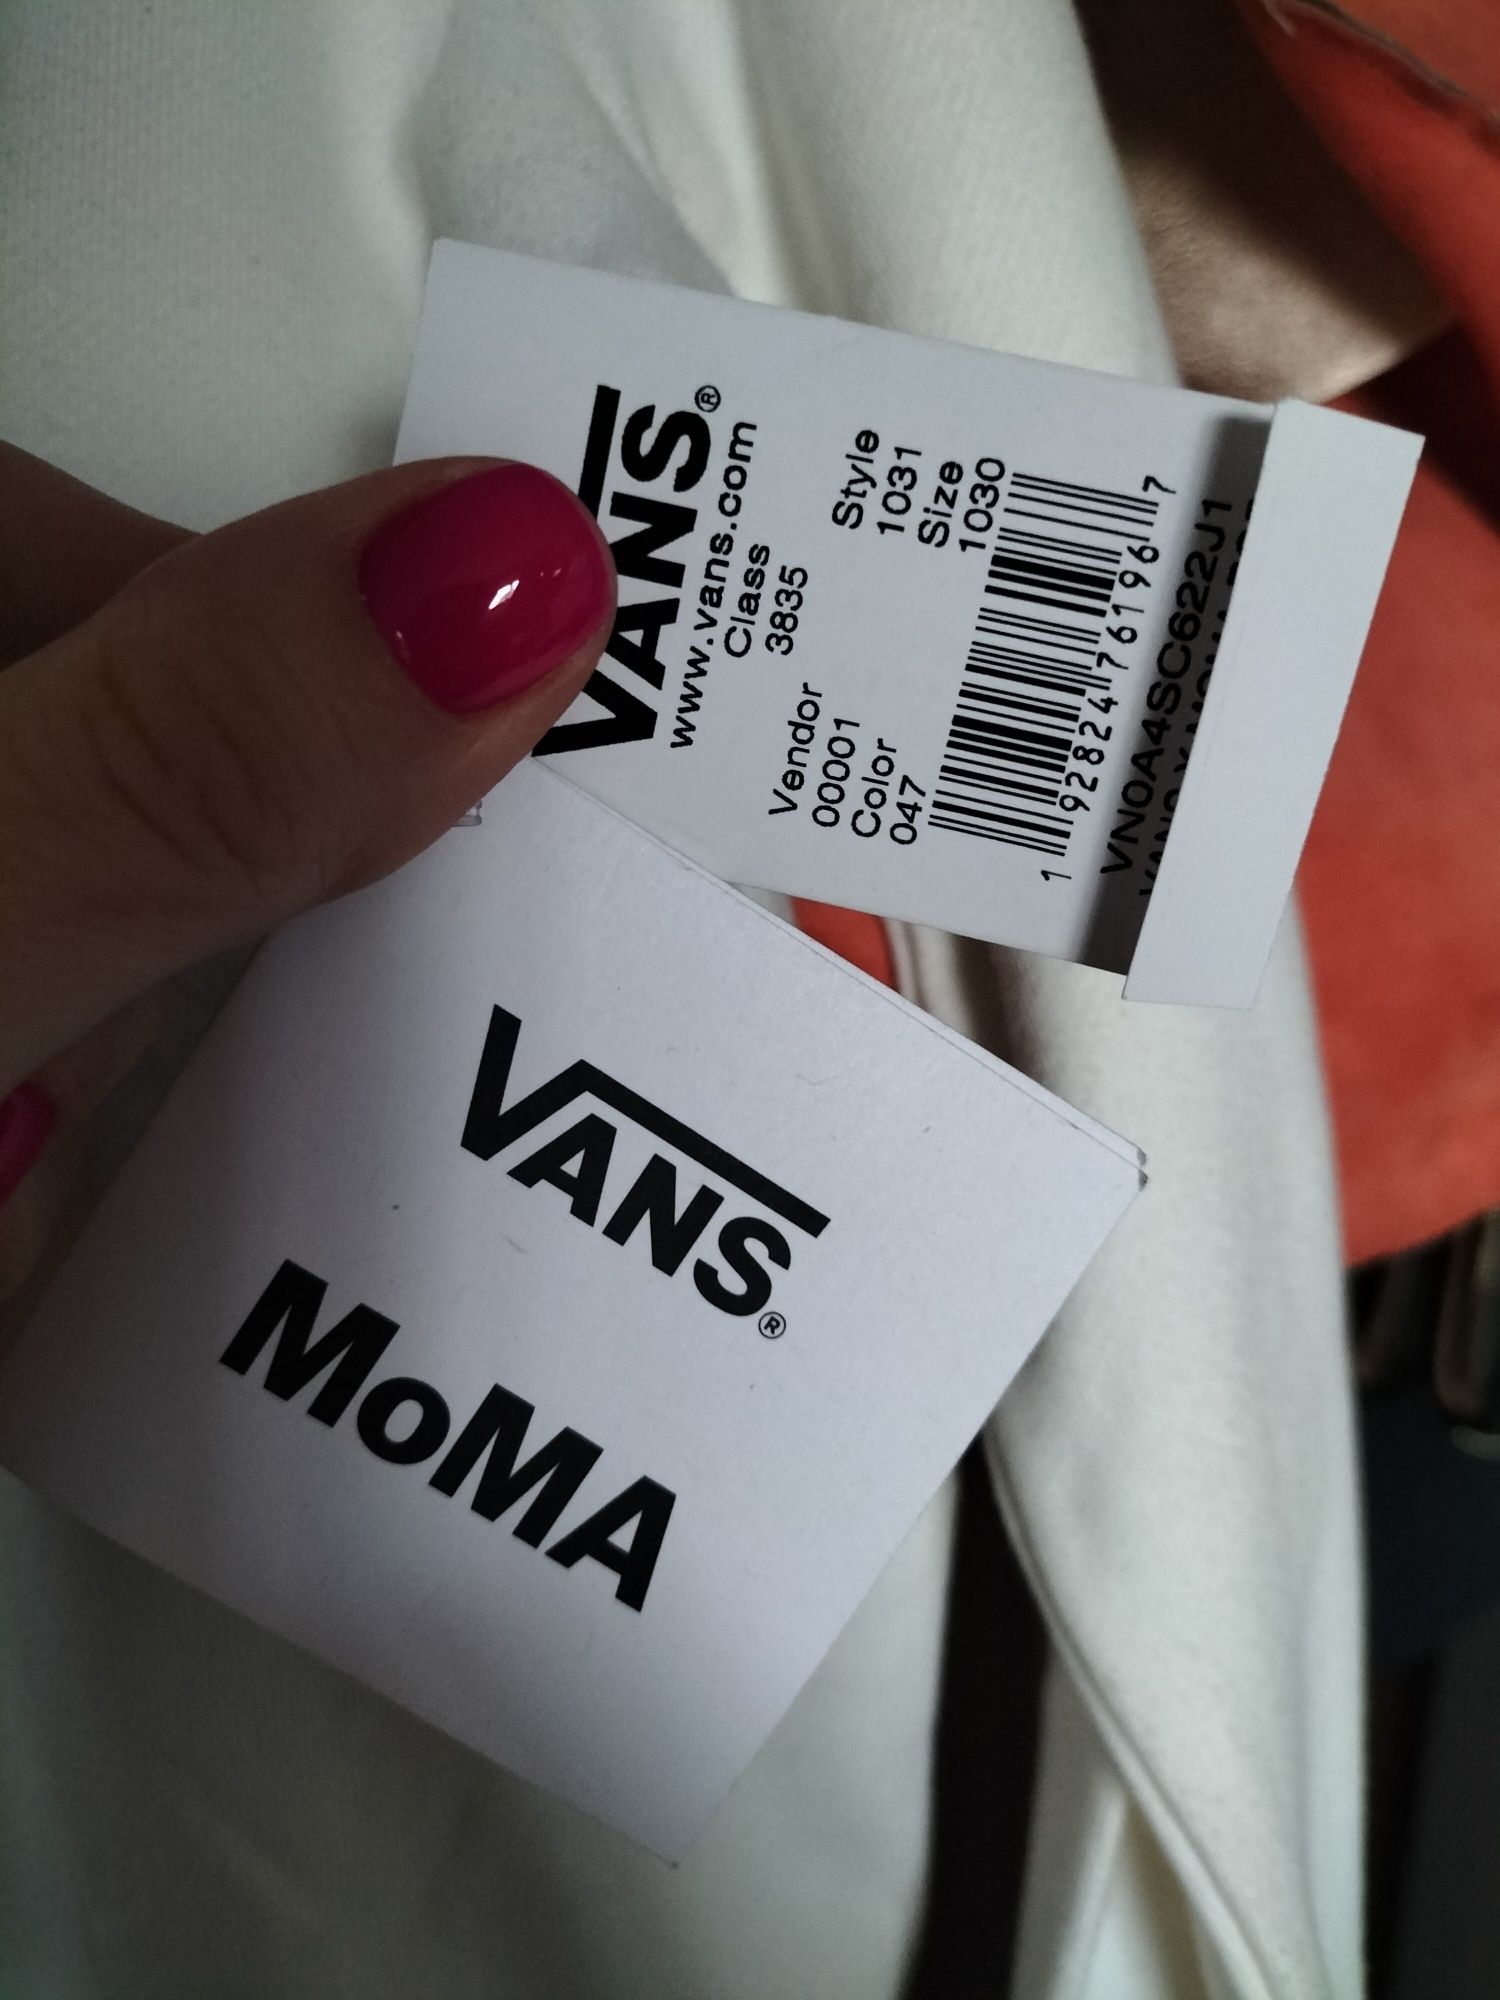 VANS®
www.vans.com
Class
3835
Vendor
00001
Style
1031
Color
047
Size
1030
1 92824 76196 7
VN0A4SC622J1
VANS
VANS®
MoMA